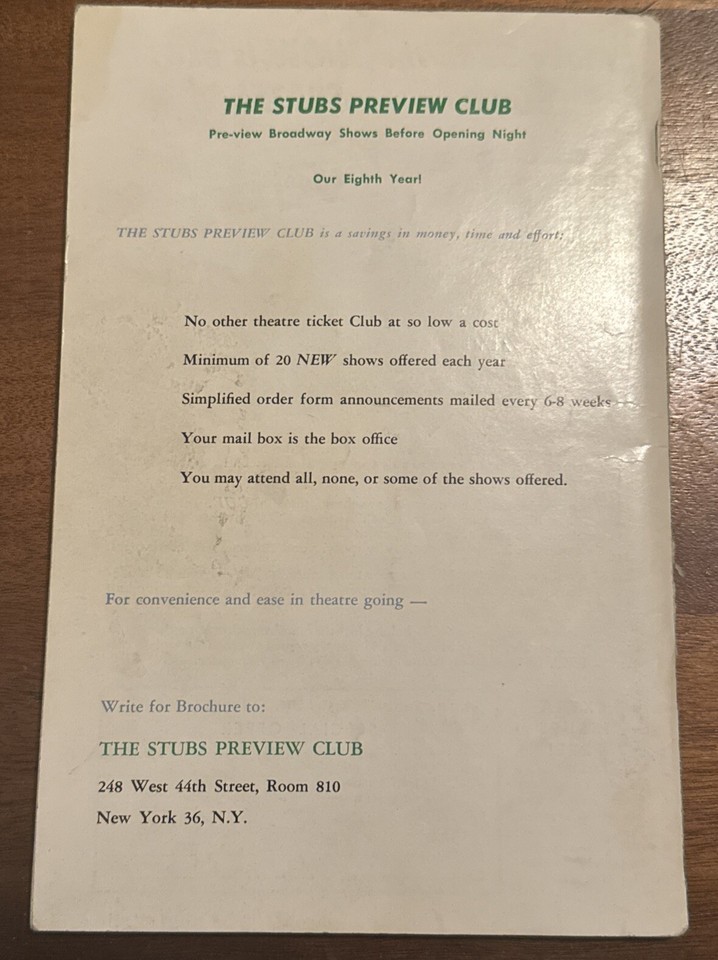 THE STUBS PREVIEW CLUB
Pre-view Broadway Shows Before Opening Night
Our Eighth Year!
THE STUBS PREVIEW CLUB is a savings in money, time and effort:
No other theatre ticket Club at so low a cost
Minimum of 20 NEW shows offered each year
Simplified order form announcements mailed every 6-8 weeks —
Your mail box is the box office
You may attend all, none, or some of the shows offered.
For convenience and ease in theatre going —
Write for Brochure to:
THE STUBS PREVIEW CLUB
248 West 44th Street, Room 810
New York 36, N.Y.